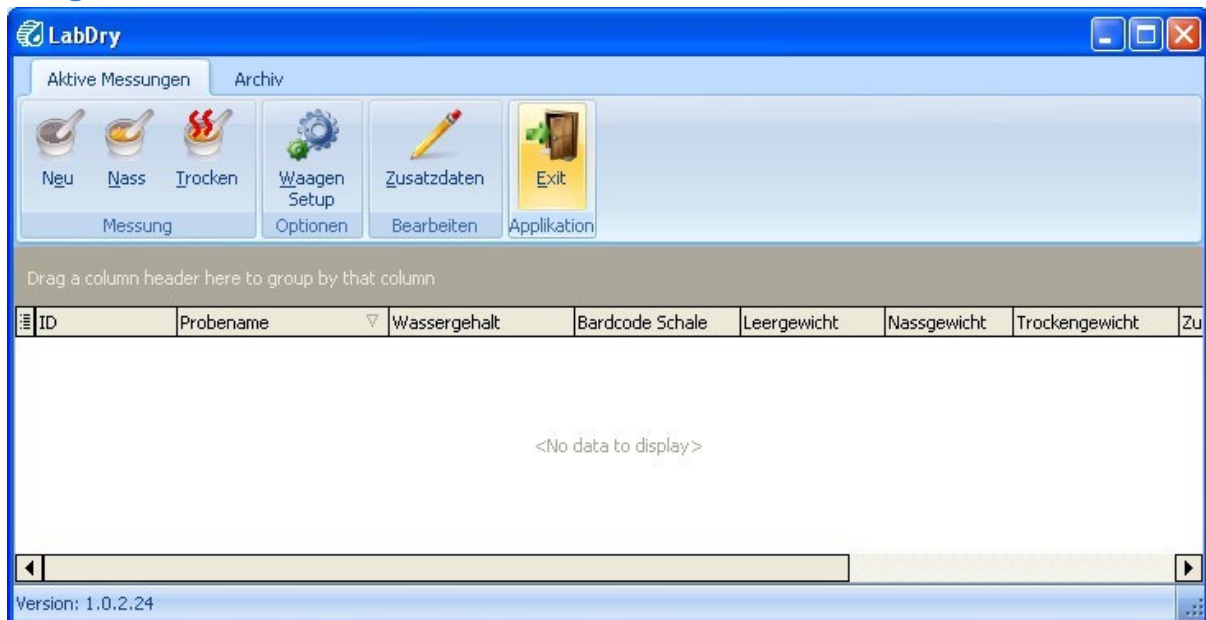 LabDry
Aktive Messungen Archiv
Neu Nass Trocken Waagen Setup Zusatzdaten Exit
Messung Optionen Bearbeiten Applikation
Drag a column header here to group by that column
ID Probename Wassergehalt Bardcode Schale Leergewicht Nassgewicht Trockengewicht Zu
<No data to display>
Version: 1.0.2.24